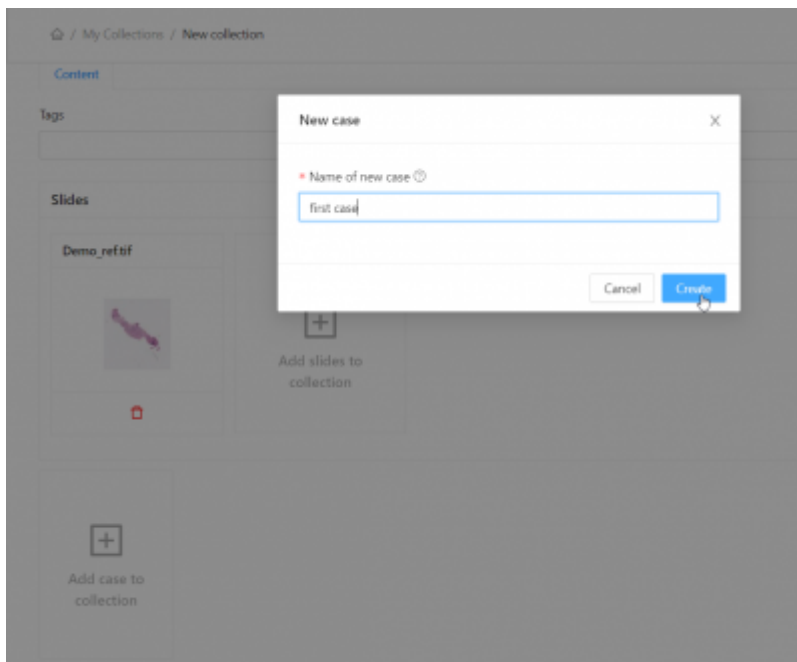 / My Collections / New collection
Content
Tags
New case
* Name of new case
first case
Cancel
Create
Slides
Demo_ref.tif
Add slides to
collection
Add case to
collection